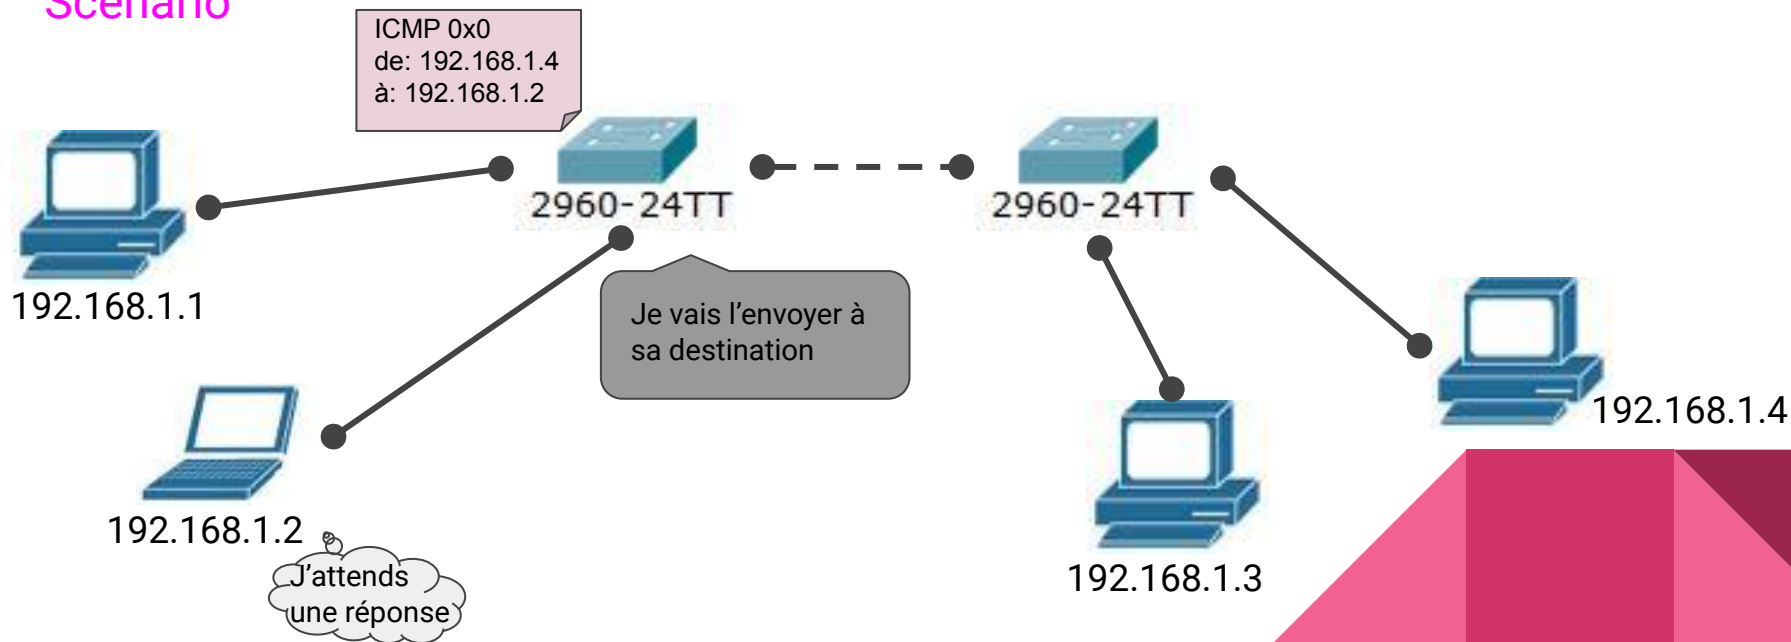 Scénario
ICMP 0x0
de: 192.168.1.4
à: 192.168.1.2
2960-24TT
2960-24TT
192.168.1.1
Je vais l’envoyer à
sa destination
192.168.1.4
192.168.1.2
J’attends
une réponse
192.168.1.3